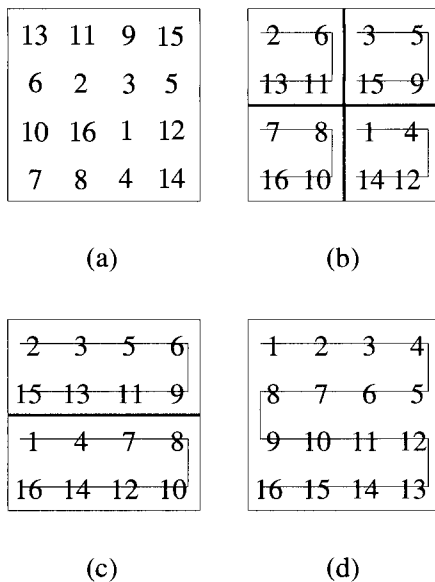 13 11 9 15
6 2 3 5
10 16 1 12
7 8 4 14
(a)
2 6 3 5
13 11 15 9
7 8 1 4
16 10 14 12
(b)
2 3 5 6
15 13 11 9
1 4 7 8
16 14 12 10
(c)
1 2 3 4
8 7 6 5
9 10 11 12
16 15 14 13
(d)